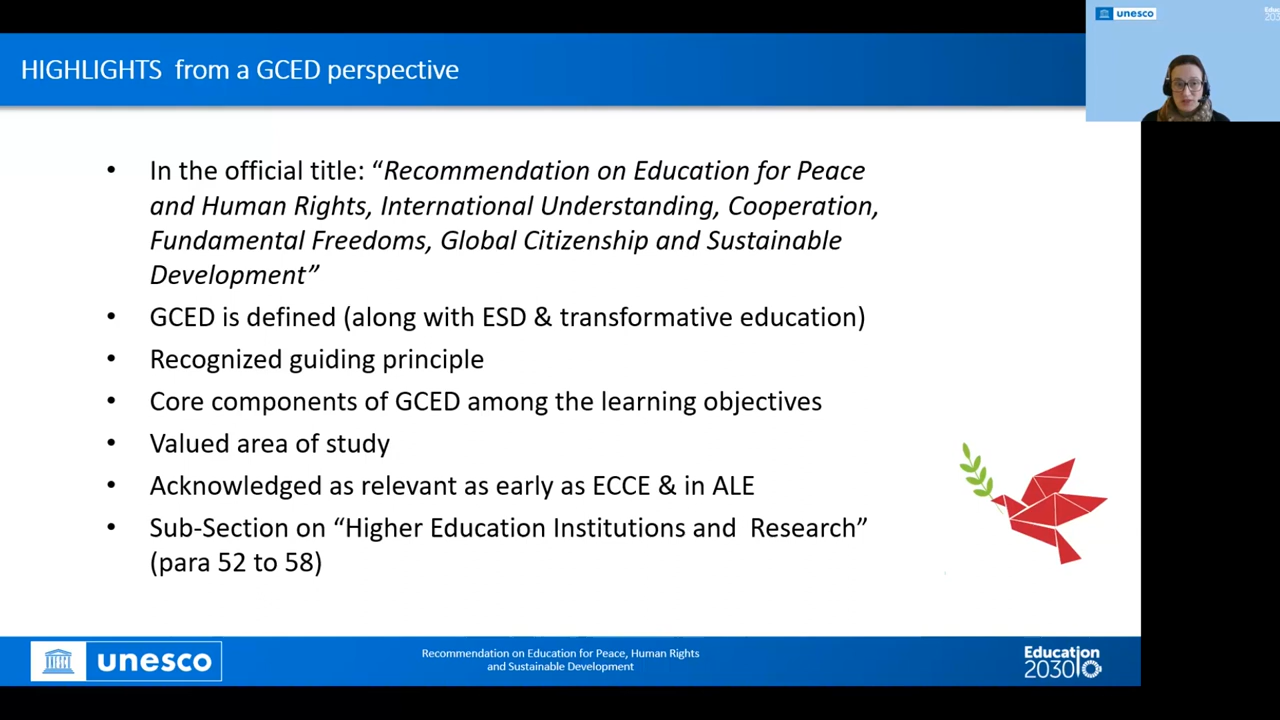 unesco
Educ
203
HIGHLIGHTS from a GCED perspective
• In the official title: “Recommendation on Education for Peace
and Human Rights, International Understanding, Cooperation,
Fundamental Freedoms, Global Citizenship and Sustainable
Development”
• GCED is defined (along with ESD & transformative education)
• Recognized guiding principle
• Core components of GCED among the learning objectives
• Valued area of study
• Acknowledged as relevant as early as ECCE & in ALE
• Sub-Section on “Higher Education Institutions and Research”
(para 52 to 58)
unesco
Recommendation on Education for Peace, Human Rights
and Sustainable Development
Education
2030